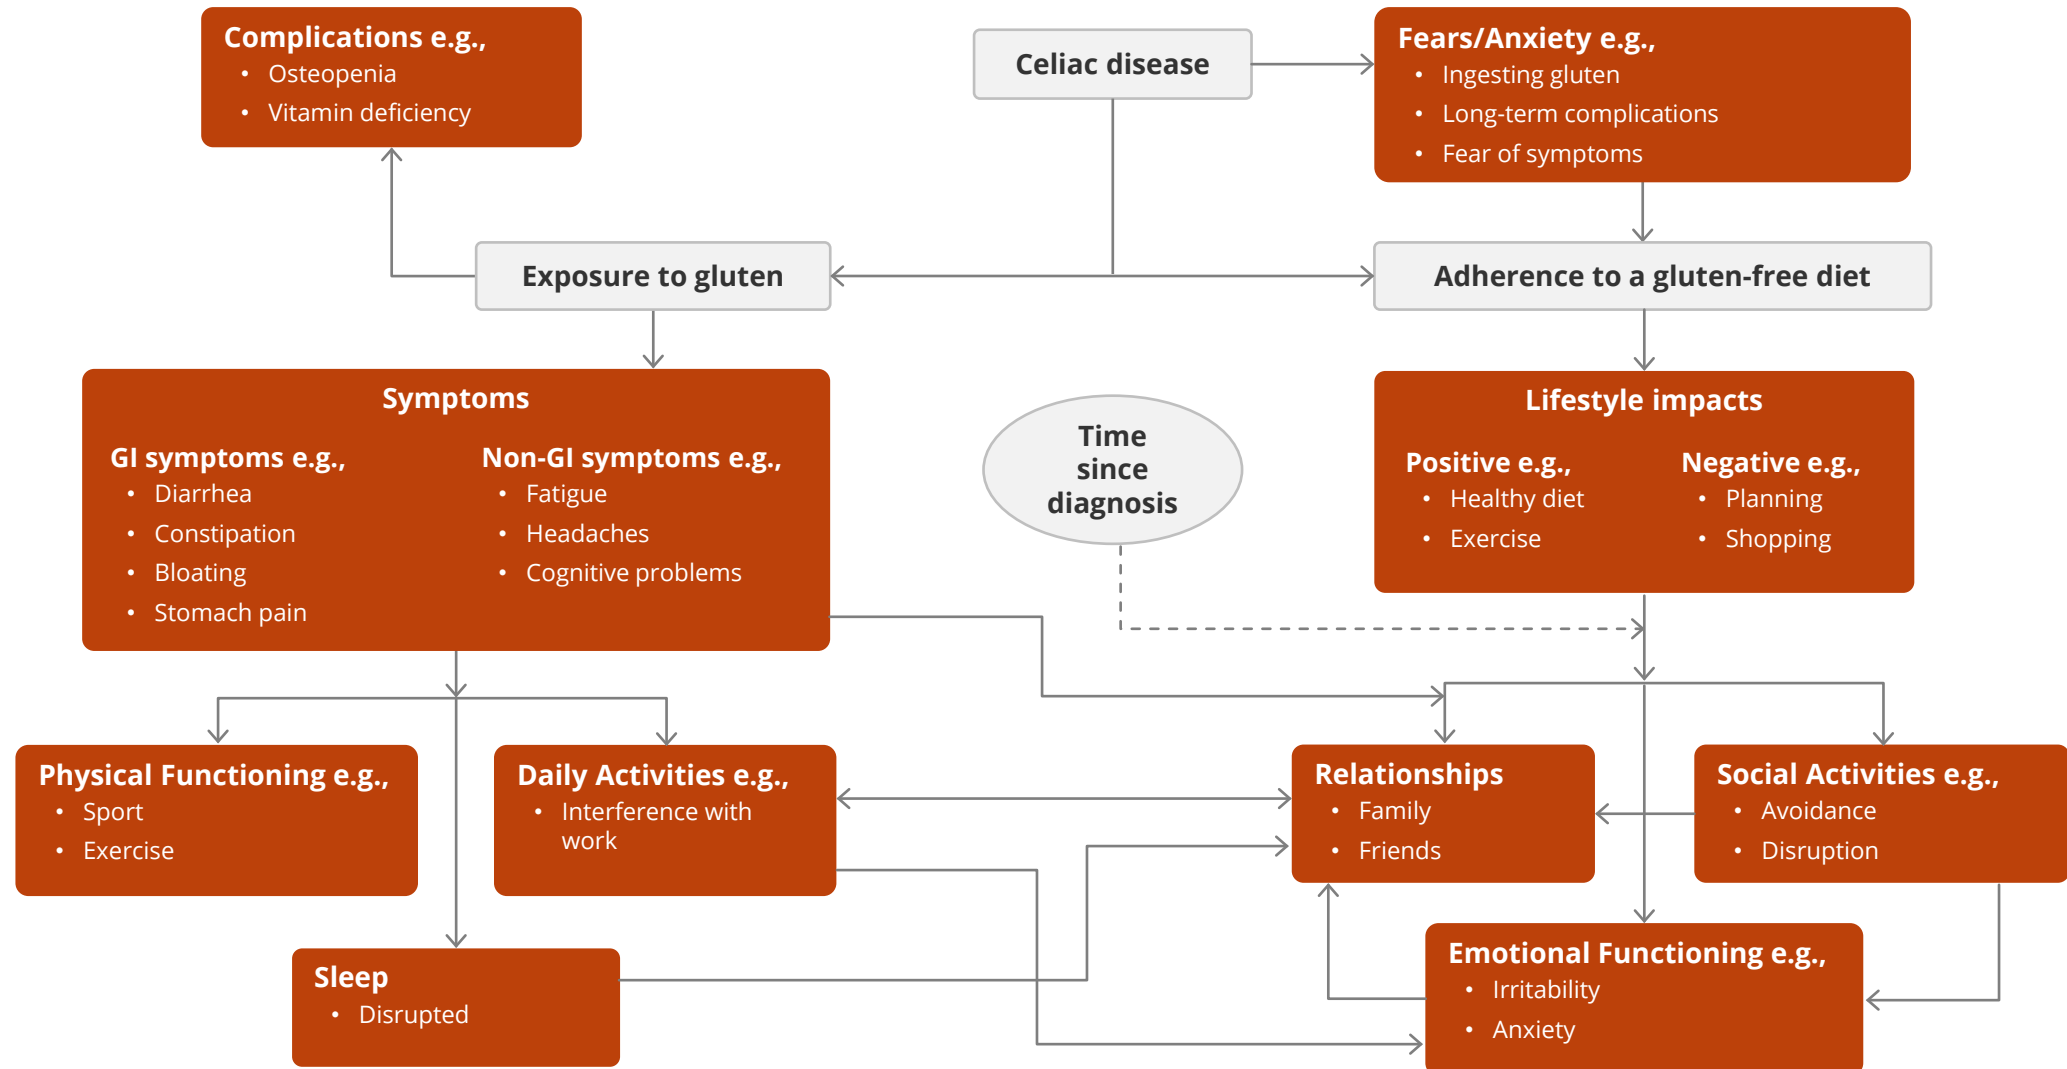 Complications e.g.,
• Osteopenia
• Vitamin deficiency
Celiac disease
Fears/Anxiety e.g.,
• Ingesting gluten
• Long-term complications
• Fear of symptoms
Exposure to gluten
Adherence to a gluten-free diet
Symptoms
GI symptoms e.g.,
• Diarrhea
• Constipation
• Bloating
• Stomach pain
Non-GI symptoms e.g.,
• Fatigue
• Headaches
• Cognitive problems
Time
since
diagnosis
Lifestyle impacts
Positive e.g.,
• Healthy diet
• Exercise
Negative e.g.,
• Planning
• Shopping
Physical Functioning e.g.,
• Sport
• Exercise
Daily Activities e.g.,
• Interference with
work
Relationships
• Family
• Friends
Social Activities e.g.,
• Avoidance
• Disruption
Sleep
• Disrupted
Emotional Functioning e.g.,
• Irritability
• Anxiety